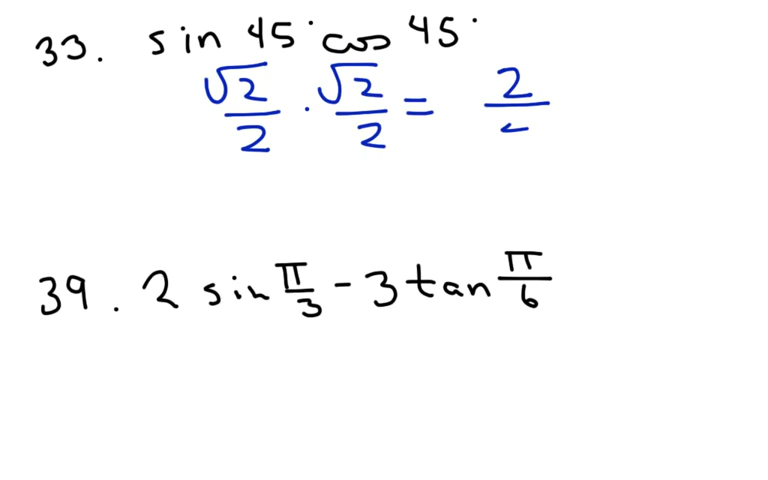 33. sin 45° cos 45°
√2/2 · √2/2 = 2/
39. 2 sin π/3 - 3 tan π/6